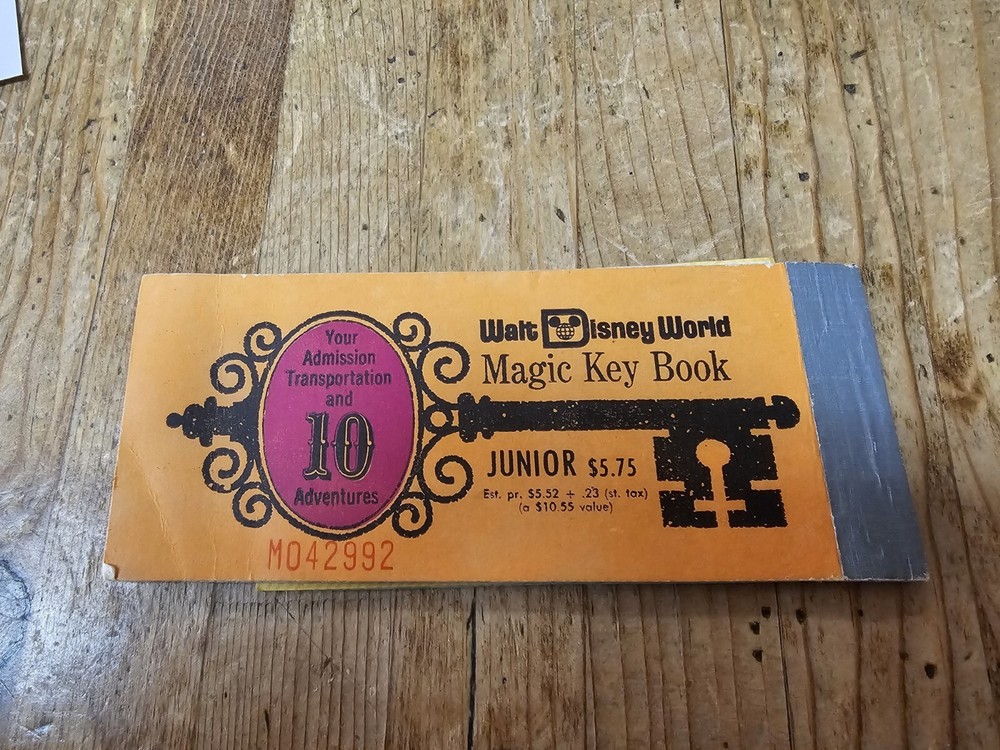 Your
Admission
Transportation
and
10
Adventures
Walt Disney World
Magic Key Book
JUNIOR $5.75
Est. pr. $5.52 + .23 (st. tax)
(a $10.55 value)
M042992